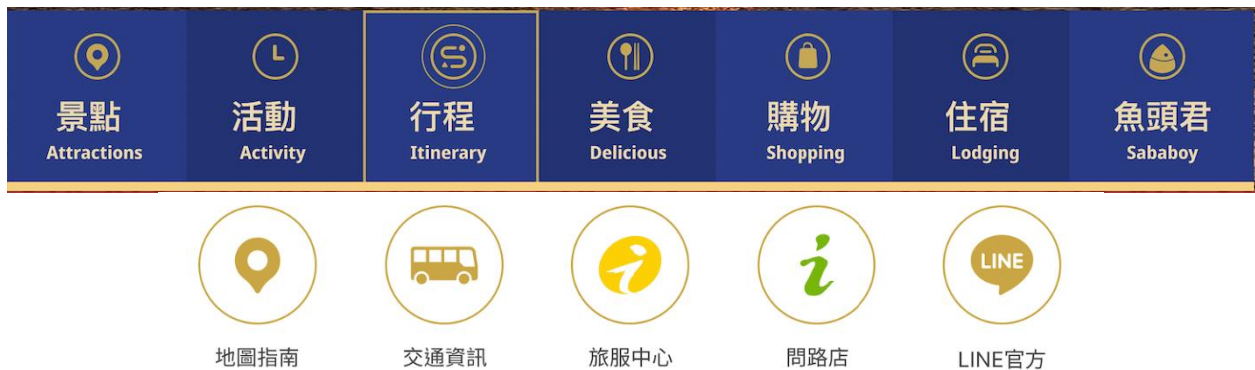 景點 活動 行程 美食 購物 住宿 魚頭君
Attractions Activity Itinerary Delicious Shopping Lodging Sababoy
LINE
地圖指南 交通資訊 旅服中心 問路店 LINE官方